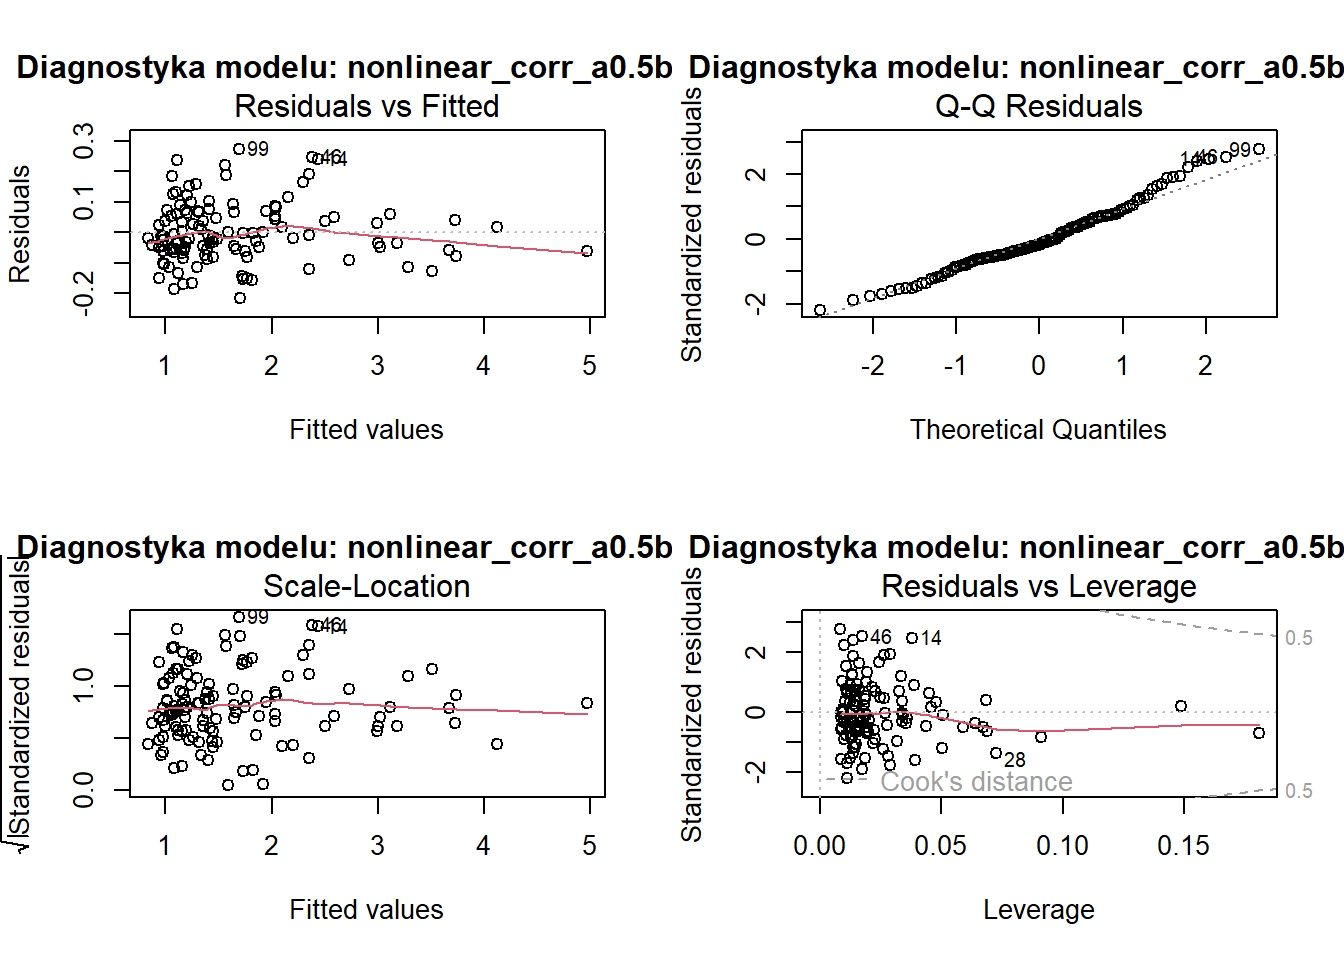 Diagnostyka modelu: nonlinear_corr_a0.5b
Residuals vs Fitted
Residuals
0.3
0.1
-0.2
99
46
14
1 2 3 4 5
Fitted values
Diagnostyka modelu: nonlinear_corr_a0.5b
Q-Q Residuals
Standardized residuals
2
0
-2
14
46
99
-2 -1 0 1 2
Theoretical Quantiles
Diagnostyka modelu: nonlinear_corr_a0.5b
Scale-Location
√|Standardized residuals|
1.0
0.0
99
46
14
1 2 3 4 5
Fitted values
Diagnostyka modelu: nonlinear_corr_a0.5b
Residuals vs Leverage
Standardized residuals
2
0
-2
46
14
28
Cook's distance
0.5
0.5
0.00 0.05 0.10 0.15
Leverage